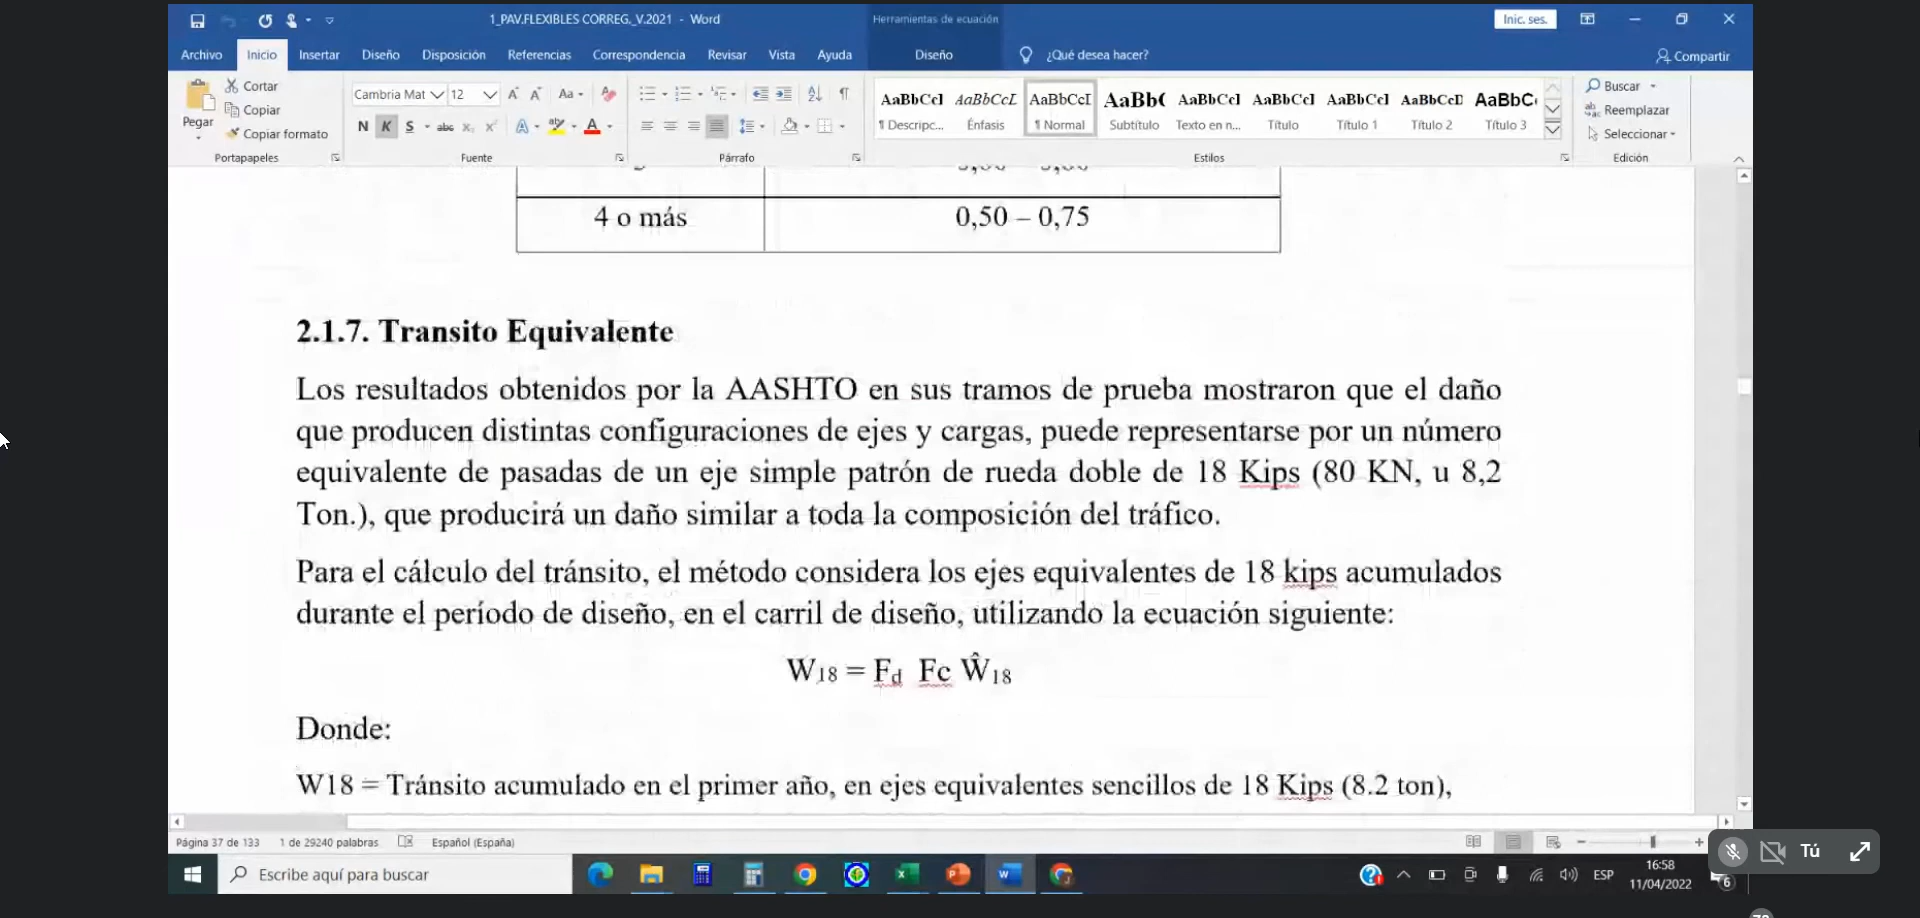 1_PAV.FLEXIBLES CORREG._V.2021 - Word
Herramientas de ecuación
Inic. ses.
Archivo Inicio Insertar Diseño Disposición Referencias Correspondencia Revisar Vista Ayuda Diseño ¿Qué desea hacer? Compartir
Pegar
Cortar
Copiar
Copiar formato
Portapapeles
Cambria Mat 12
N K S abc
Fuente
Párrafo
AaBbCcI AaBbCcL AaBbCcI AaBb( AaBbCcI AaBbCcI AaBbCcI AaBbCcD AaBbC
¶ Descripc... Énfasis ¶ Normal Subtítulo Texto en n... Título Título 1 Título 2 Título 3
Estilos
Buscar
Reemplazar
Seleccionar
Edición
4 o más 0,50 – 0,75
2.1.7. Transito Equivalente
Los resultados obtenidos por la AASHTO en sus tramos de prueba mostraron que el daño
que producen distintas configuraciones de ejes y cargas, puede representarse por un número
equivalente de pasadas de un eje simple patrón de rueda doble de 18 Kips (80 KN, u 8,2
Ton.), que producirá un daño similar a toda la composición del tráfico.
Para el cálculo del tránsito, el método considera los ejes equivalentes de 18 kips acumulados
durante el período de diseño, en el carril de diseño, utilizando la ecuación siguiente:
W18 = Fd Fc Ŵ18
Donde:
W18 = Tránsito acumulado en el primer año, en ejes equivalentes sencillos de 18 Kips (8.2 ton),
Página 37 de 133 1 de 29240 palabras Español (España)
Tú
Escribe aquí para buscar
ESP
16:58
11/04/2022
6